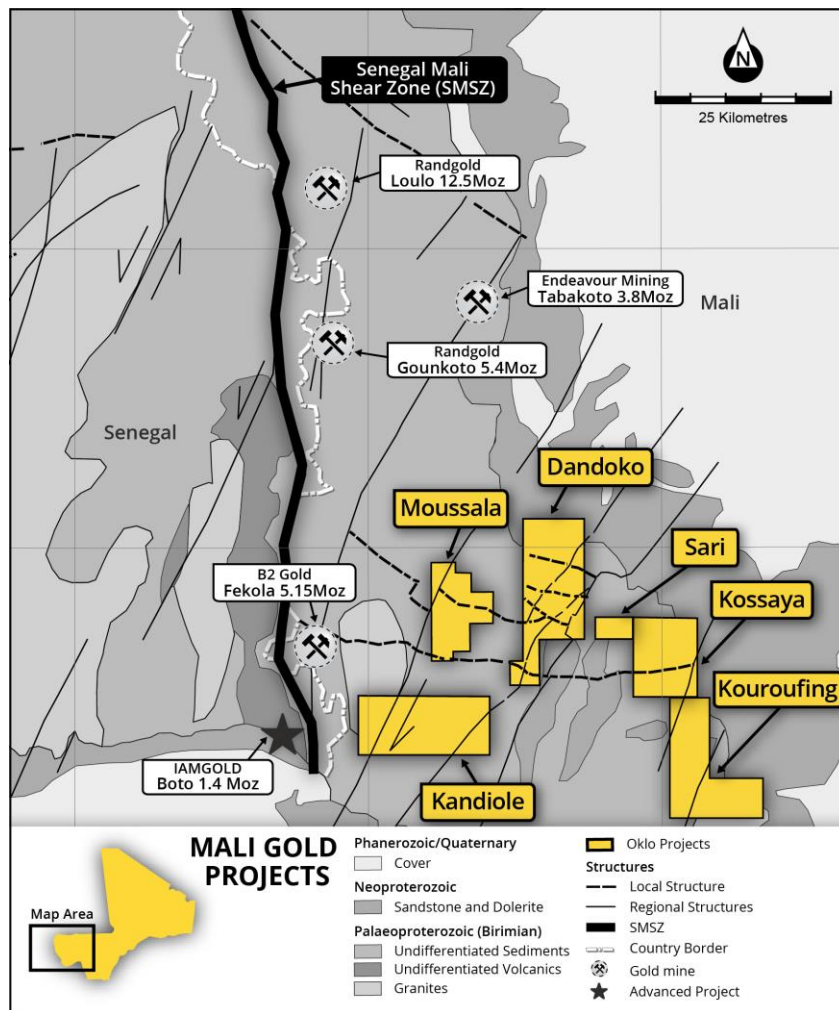 Senegal Mali
Shear Zone (SMSZ)
N
25 Kilometres
Randgold
Loulo 12.5Moz
Endeavour Mining
Tabakoto 3.8Moz
Mali
Randgold
Gounkoto 5.4Moz
Senegal
Dandoko
Moussala
Sari
B2 Gold
Fekola 5.15Moz
Kossaya
Kouroufing
IAMGOLD
Boto 1.4 Moz
Kandiole
MALI GOLD
PROJECTS
Map Area
Phanerozoic/Quaternary
Cover
Neoproterozoic
Sandstone and Dolerite
Palaeoproterozoic (Birimian)
Undifferentiated Sediments
Undifferentiated Volcanics
Granites
Oklo Projects
Structures
Local Structure
Regional Structures
SMSZ
Country Border
Gold mine
Advanced Project